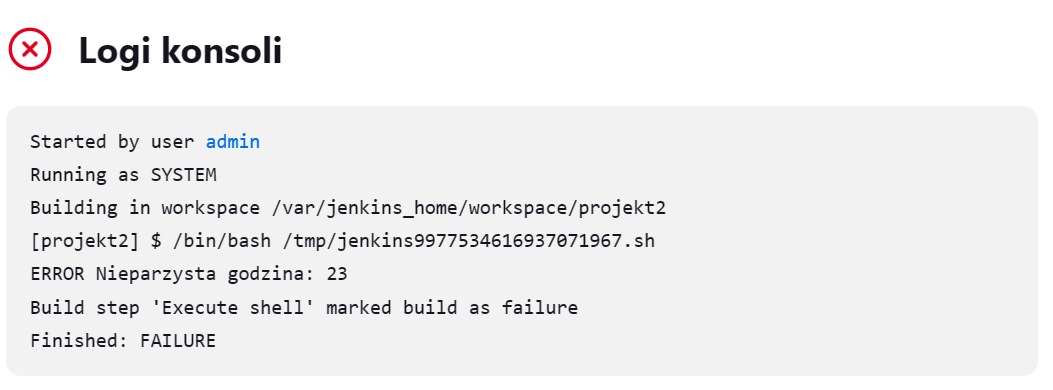 Logi konsoli
Started by user admin
Running as SYSTEM
Building in workspace /var/jenkins_home/workspace/projekt2
[projekt2] $ /bin/bash /tmp/jenkins9977534616937071967.sh
ERROR Nieparzysta godzina: 23
Build step 'Execute shell' marked build as failure
Finished: FAILURE